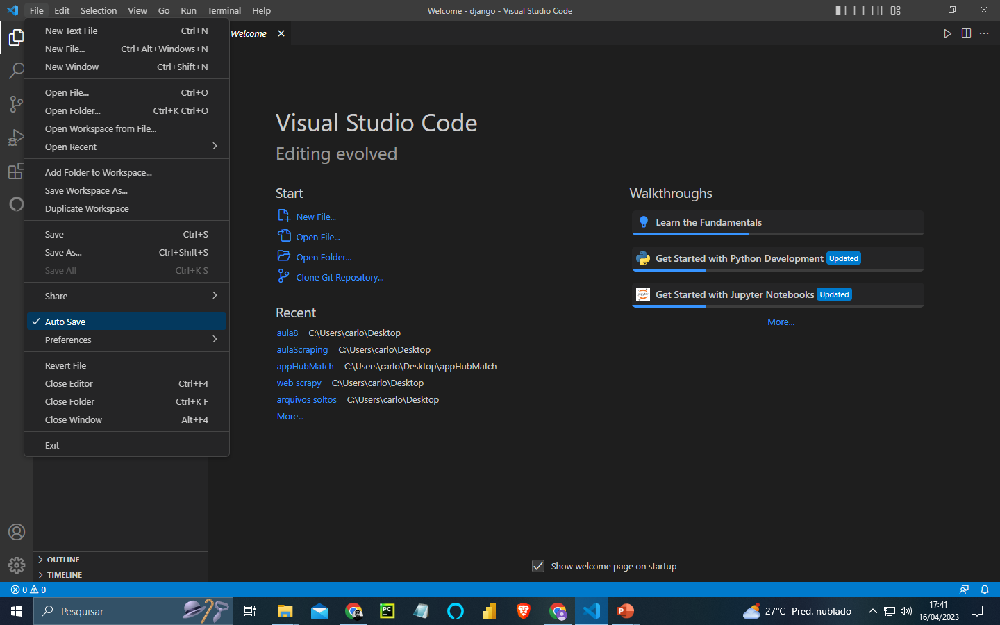 File Edit Selection View Go Run Terminal Help
Welcome - django - Visual Studio Code
New Text File Ctrl+N
New File... Ctrl+Alt+Windows+N
New Window Ctrl+Shift+N
Open File... Ctrl+O
Open Folder... Ctrl+K Ctrl+O
Open Workspace from File...
Open Recent
Add Folder to Workspace...
Save Workspace As...
Duplicate Workspace
Save Ctrl+S
Save As... Ctrl+Shift+S
Save All Ctrl+K S
Share
Auto Save
Preferences
Revert File
Close Editor Ctrl+F4
Close Folder Ctrl+K F
Close Window Alt+F4
Exit
Welcome
Visual Studio Code
Editing evolved
Start
New File...
Open File...
Open Folder...
Clone Git Repository...
Recent
aula8 C:\Users\carlo\Desktop
aulaScraping C:\Users\carlo\Desktop
appHubMatch C:\Users\carlo\Desktop\appHubMatch
web scrapy C:\Users\carlo\Desktop
arquivos soltos C:\Users\carlo\Desktop
More...
Walkthroughs
Learn the Fundamentals
Get Started with Python Development Updated
Get Started with Jupyter Notebooks Updated
More...
Show welcome page on startup
OUTLINE
TIMELINE
0 0
Pesquisar
PC
P
27°C Pred. nublado
17:41
16/04/2023